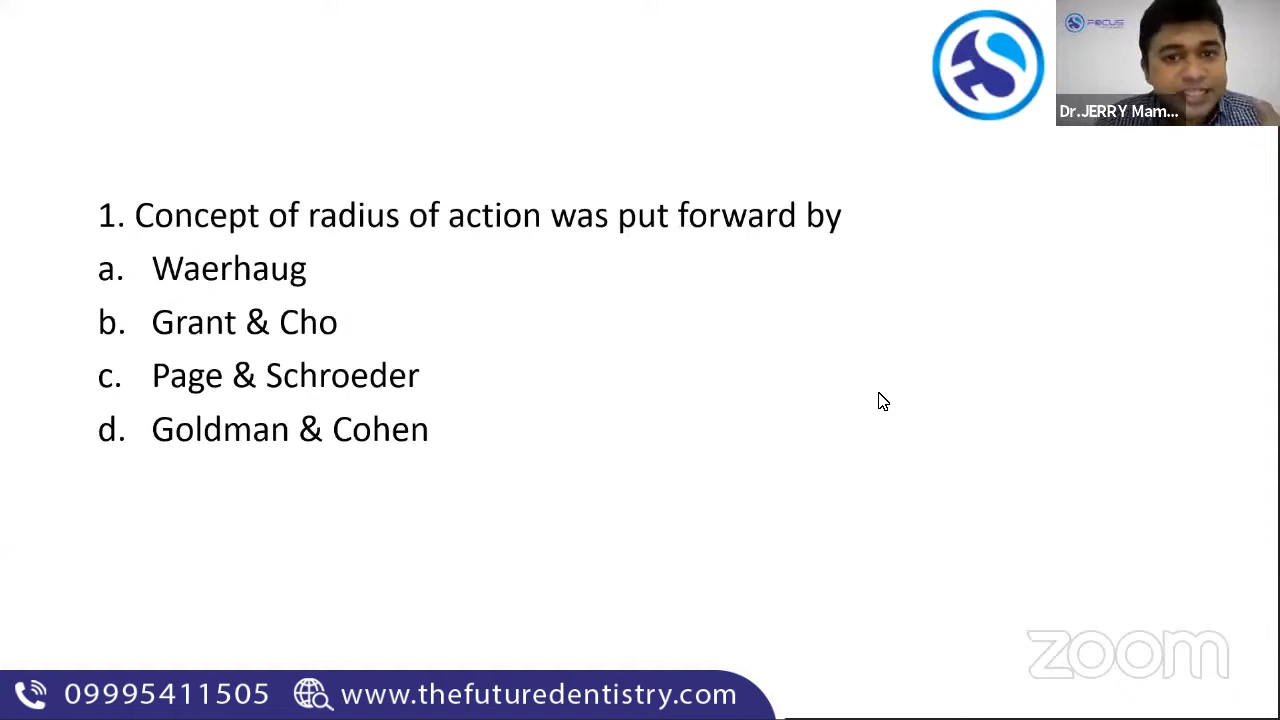 FOCUS
Dr.JERRY Mam...
1. Concept of radius of action was put forward by
a. Waerhaug
b. Grant & Cho
c. Page & Schroeder
d. Goldman & Cohen
zoom
09995411505 www.thefuturedentistry.com